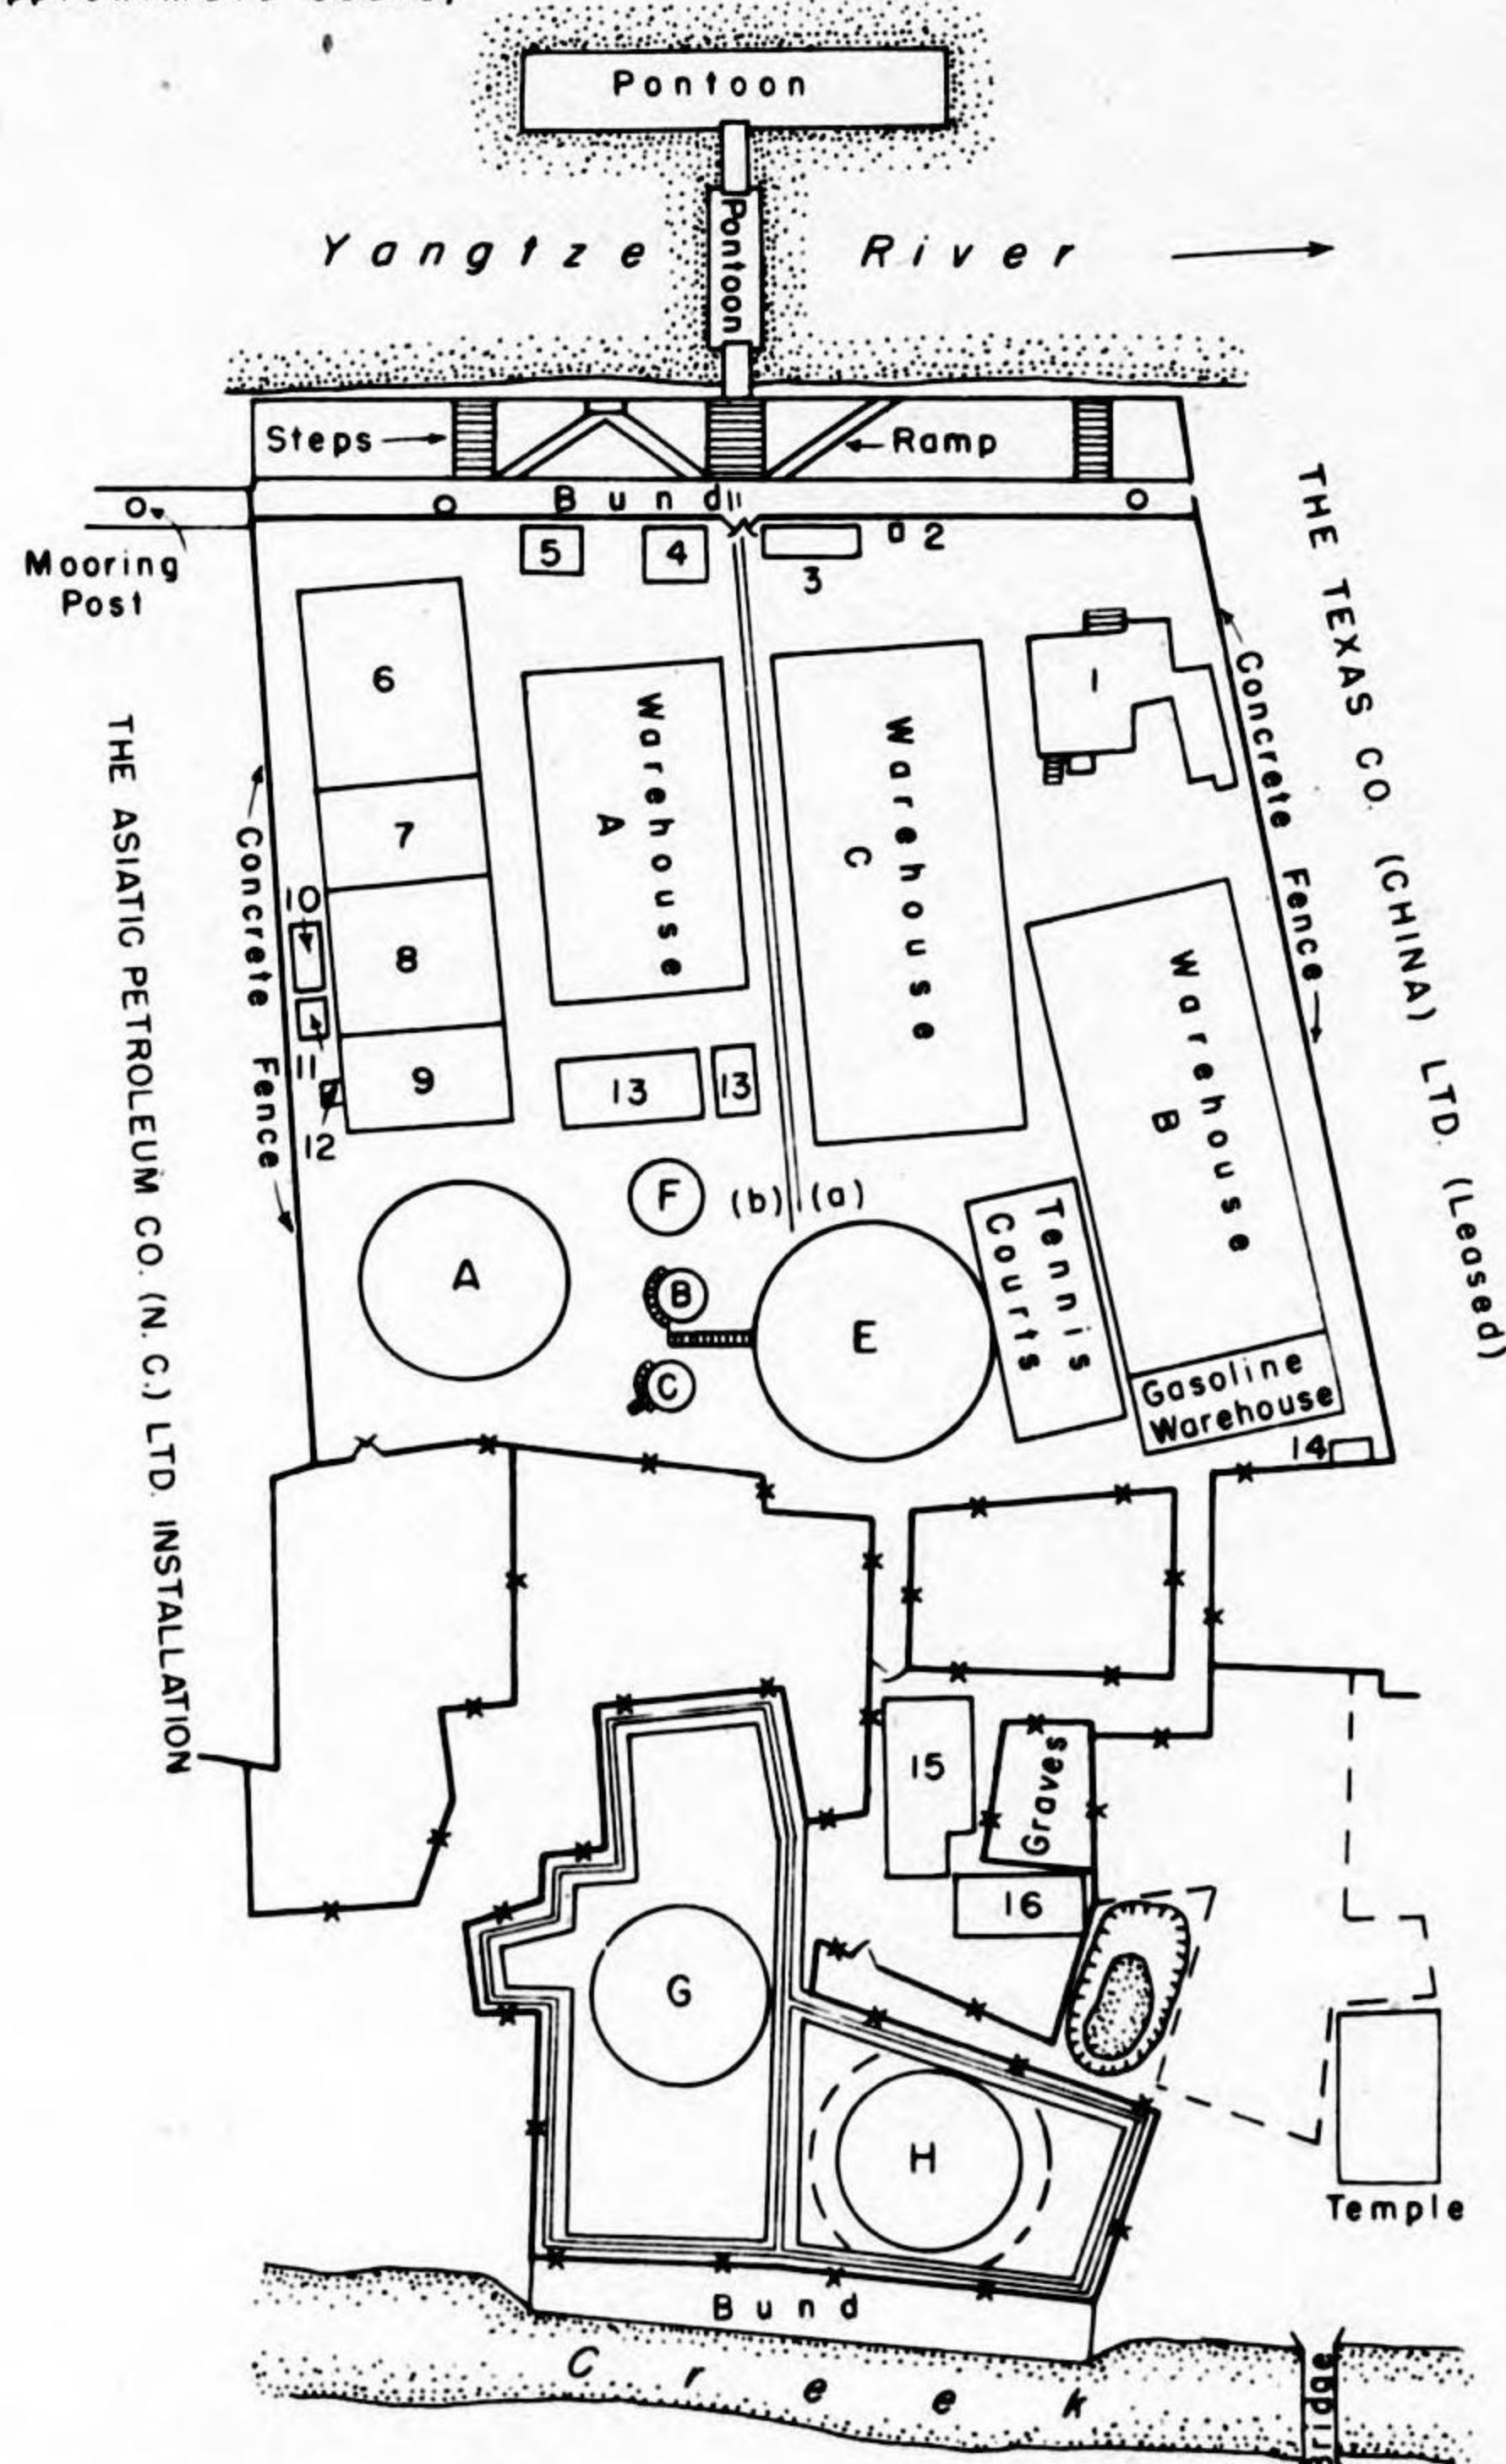 Pontoon
Pontoon
Yangtze River
Steps
Ramp
Bund
Mooring
Post
5
4
3
2
1
6
7
8
9
10
11
12
Warehouse
A
Warehouse
C
Warehouse
B
13
13
Concrete Fence
Concrete Fence
THE ASIATIC PETROLEUM CO. (N. C.) LTD. INSTALLATION
THE TEXAS CO. (CHINA) LTD. (Leased)
F
(b)
(a)
A
B
C
E
Tennis
Courts
Gasoline
Warehouse
14
15
Graves
16
G
H
Temple
Bund
Creek